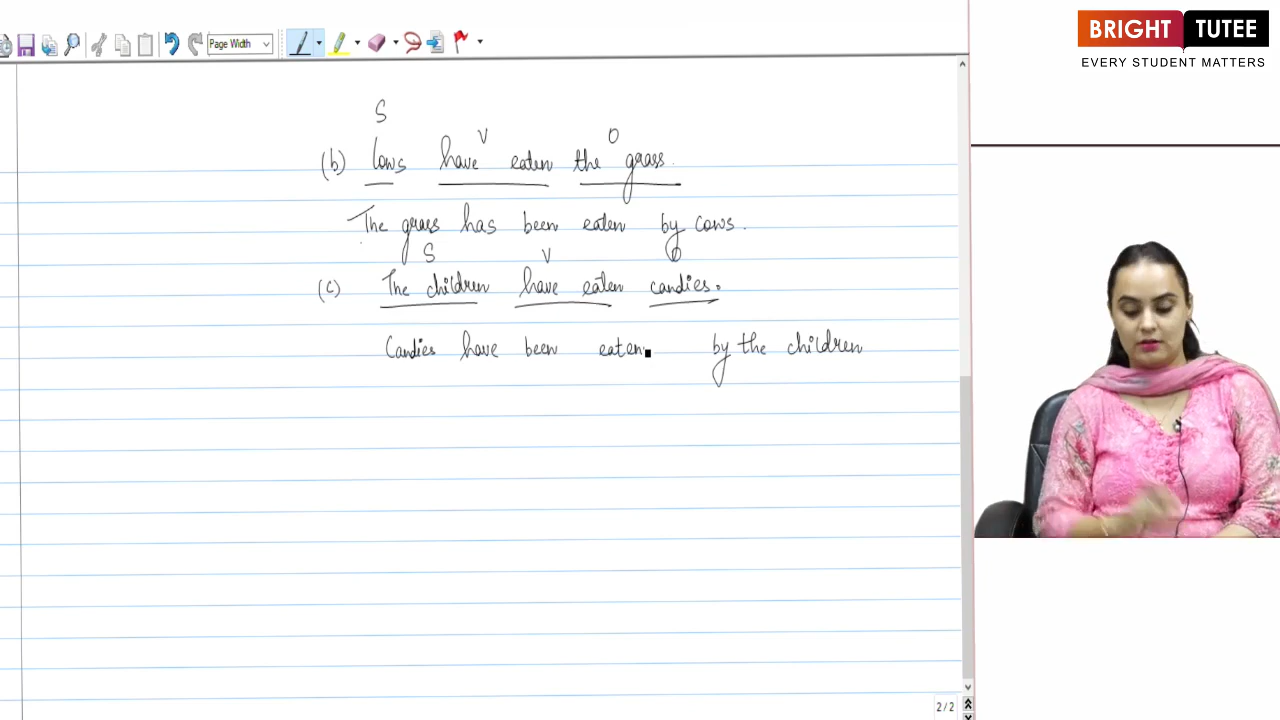 Page Width
BRIGHT TUTEE
EVERY STUDENT MATTERS
S
V O
(b) Cows have eaten the grass.
The grass has been eaten by cows.
S V O
(c) The children have eaten candies.
Candies have been eaten by the children
2/2